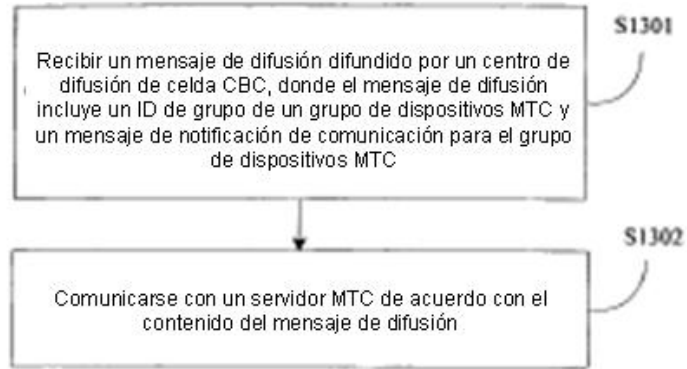 S1301
Recibir un mensaje de difusión difundido por un centro de
difusión de celda CBC, donde el mensaje de difusión
incluye un ID de grupo de un grupo de dispositivos MTC y
un mensaje de notificación de comunicación para el grupo
de dispositivos MTC
S1302
Comunicarse con un servidor MTC de acuerdo con el
contenido del mensaje de difusión